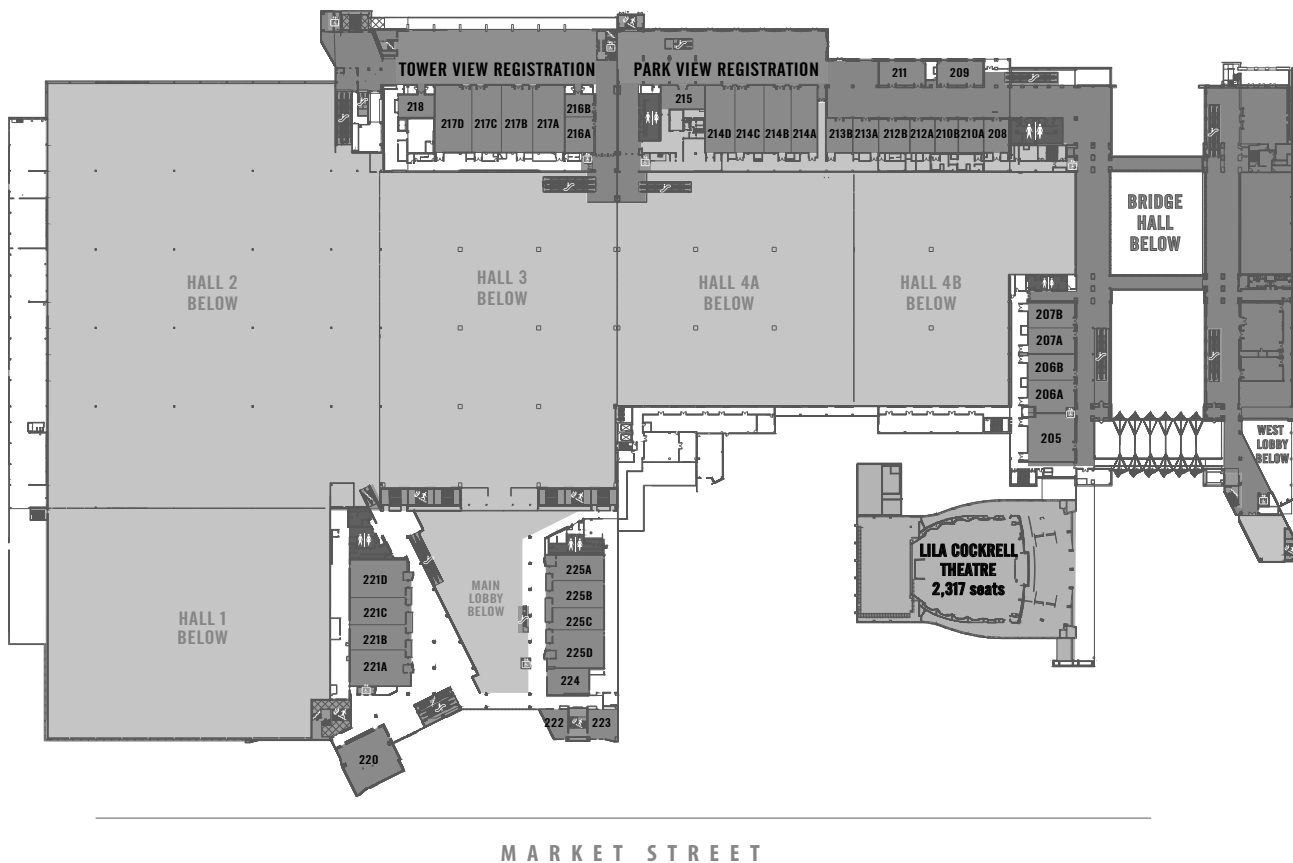 TOWER VIEW REGISTRATION
PARK VIEW REGISTRATION
211
209
218
217D
217C
217B
217A
216B
216A
215
214D
214C
214B
214A
213B
213A
212B
212A
210B
210A
208
BRIDGE
HALL
BELOW
HALL 2
BELOW
HALL 3
BELOW
HALL 4A
BELOW
HALL 4B
BELOW
207B
207A
206B
206A
205
WEST
LOBBY
BELOW
LILA COCKRELL
THEATRE
2,317 seats
HALL 1
BELOW
221D
221C
221B
221A
MAIN
LOBBY
BELOW
225A
225B
225C
225D
224
222
223
220
MARKET STREET